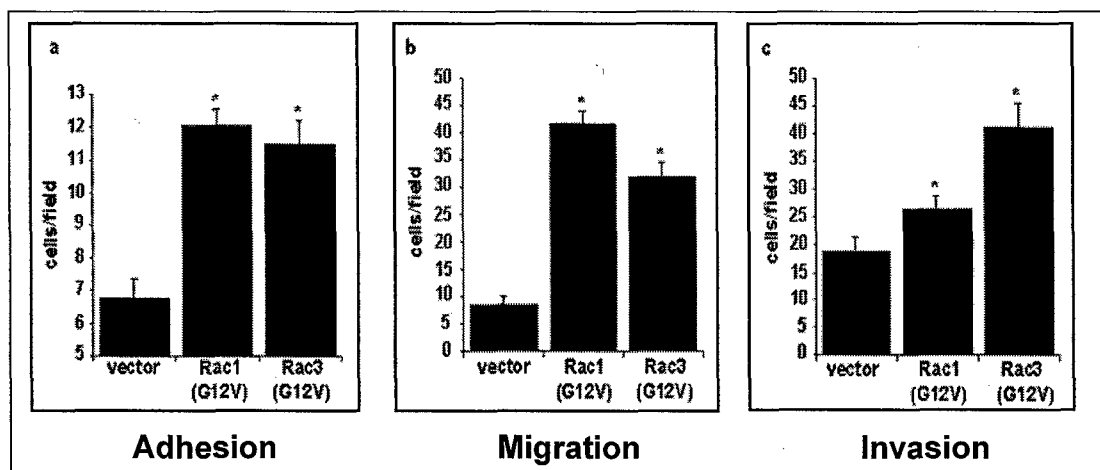 a
13
12
11
10
9
8
7
6
5
cells/field
*
*
vector
Rac1
(G12V)
Rac3
(G12V)
Adhesion
b
50
45
40
35
30
25
20
15
10
5
0
cells/field
*
*
vector
Rac1
(G12V)
Rac3
(G12V)
Migration
c
50
45
40
35
30
25
20
15
10
5
0
cells/field
*
*
vector
Rac1
(G12V)
Rac3
(G12V)
Invasion